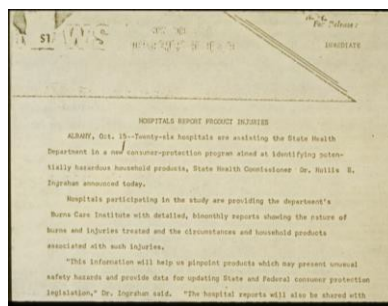 For Release:
IMMEDIATE
HOSPITALS REPORT PRODUCT INJURIES
ALBANY, Oct. 15--Twenty-six hospitals are assisting the State Health
Department in a new consumer-protection program aimed at identifying poten-
tially hazardous household products, State Health Commissioner Dr. Hollis S.
Ingraham announced today.
Hospitals participating in the study are providing the department's
Burns Care Institute with detailed, bimonthly reports showing the nature of
burns and injuries treated and the circumstances and household products
associated with such injuries.
"This information will help us pinpoint products which may present unusual
safety hazards and provide data for updating State and Federal consumer protection
legislation," Dr. Ingraham said. "The hospital reports will also be shared with